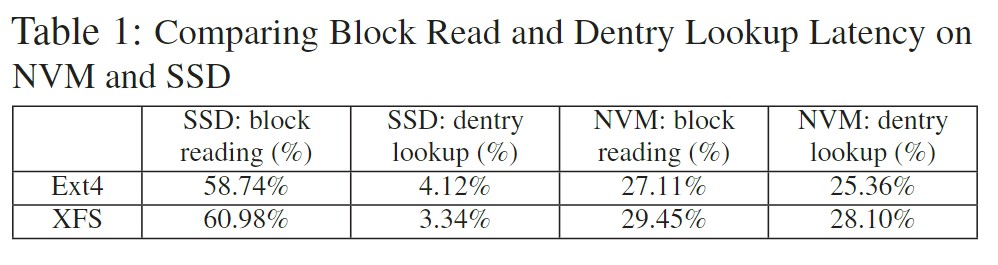 Table 1: Comparing Block Read and Dentry Lookup Latency on
NVM and SSD
SSD: block reading (%) SSD: dentry lookup (%) NVM: block reading (%) NVM: dentry lookup (%)
Ext4 58.74% 4.12% 27.11% 25.36%
XFS 60.98% 3.34% 29.45% 28.10%